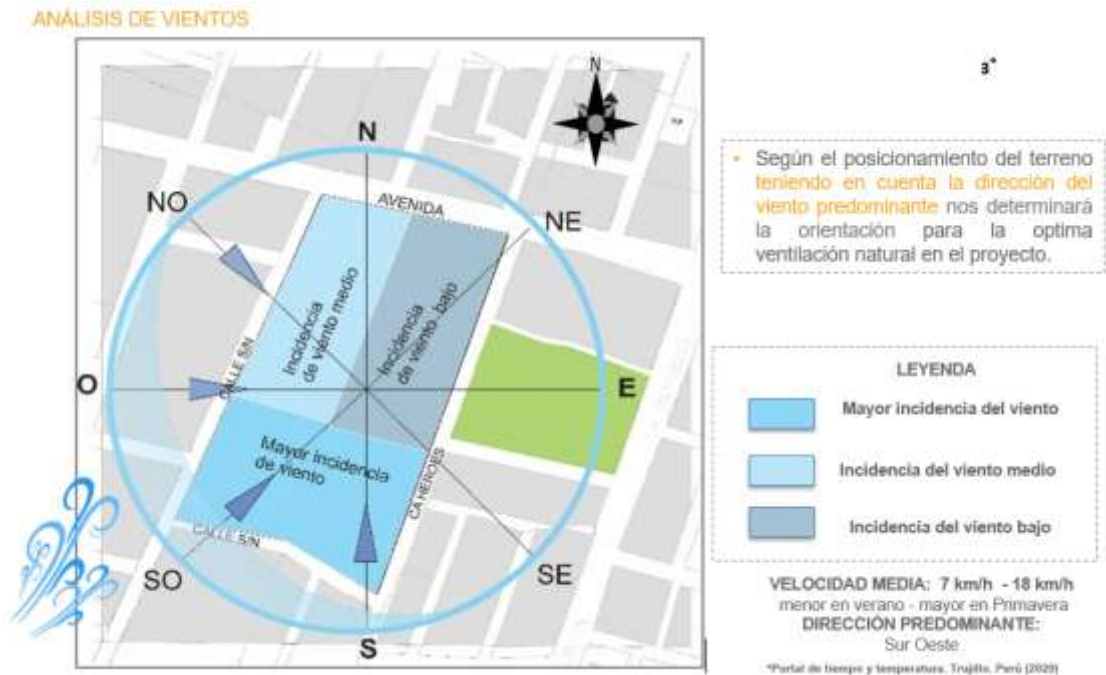 ANÁLISIS DE VIENTOS
N
3°
N
AVENIDA
NO
NE
• Según el posicionamiento del terreno
teniendo en cuenta la dirección del
viento predominante nos determinará
la orientación para la optima
ventilación natural en el proyecto.
Incidencia
de viento medio
Incidencia
de viento bajo
CALLE S/N
O
E
LEYENDA
Mayor incidencia del viento
Incidencia del viento medio
Incidencia del viento bajo
Mayor incidencia
de viento
CA HEROES
CALLE S/N
SO
SE
S
VELOCIDAD MEDIA: 7 km/h - 18 km/h
menor en verano - mayor en Primavera
DIRECCIÓN PREDOMINANTE:
Sur Oeste
*Portal de tiempo y temperatura. Trujillo. Perú (2020)